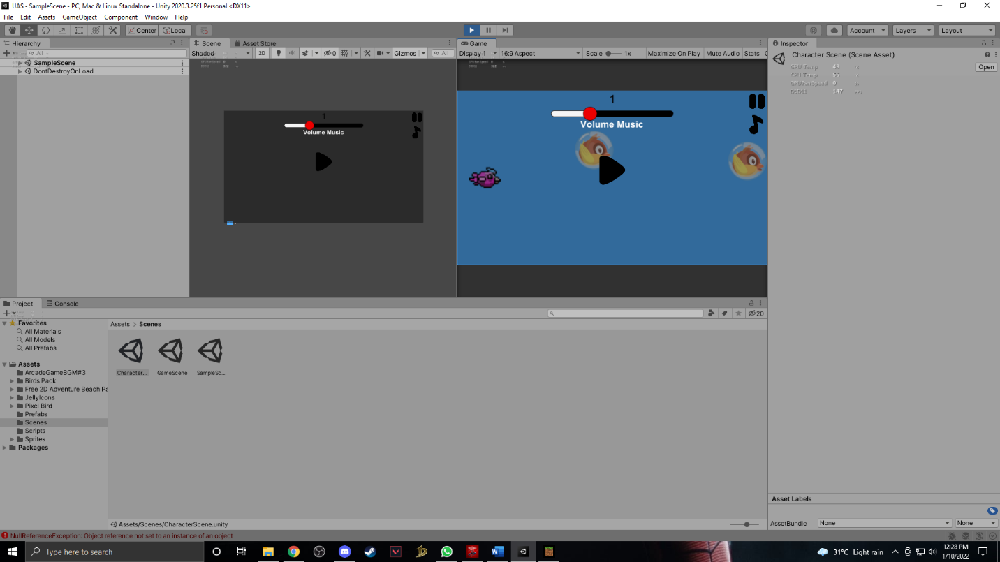 UAS - SampleScene - PC, Mac & Linux Standalone - Unity 2020.3.25f1 Personal <DX11>
File Edit Assets GameObject Component Window Help
Center Local Account Layers Layout
Hierarchy
All
SampleScene
DontDestroyOnLoad
Scene Asset Store
Shaded 2D 0 Gizmos All
1
Volume Music
Game
Display 1 16:9 Aspect Scale 1x Maximize On Play Mute Audio Stats
1
Volume Music
Inspector
Character Scene (Scene Asset)
Open
GPU Temp 43
CPU Temp 55
GPU Fan Speed 0
D3D11 147
Project Console
20
Favorites
All Materials
All Models
All Prefabs
Assets
ArcadeGameBGM#3
Birds Pack
Free 2D Adventure Beach Pa
JellyIcons
Pixel Bird
Prefabs
Scenes
Scripts
Sprites
Packages
Assets > Scenes
Character... GameScene SampleSc...
Assets/Scenes/CharacterScene.unity
Asset Labels
AssetBundle None None
NullReferenceException: Object reference not set to an instance of an object
Type here to search
31°C Light rain
12:28 PM
1/10/2022